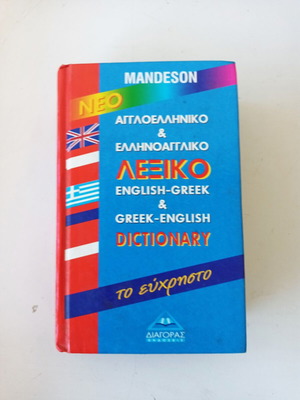 MANDESON
ΝΕΟ
ΑΓΓΛΟΕΛΛΗΝΙΚΟ
&
ΕΛΛΗΝΟΑΓΓΛΙΚΟ
ΛΕΞΙΚΟ
ENGLISH-GREEK
&
GREEK-ENGLISH
DICTIONARY
το εύχρηστο
ΔΙΑΓΟΡΑΣ